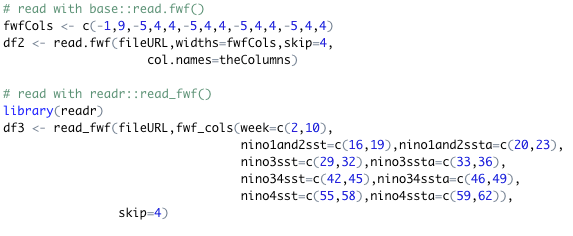 # read with base::read.fwf()
fwfCols <- c(-1,9,-5,4,4,-5,4,4,-5,4,4,-5,4,4)
df2 <- read.fwf(fileURL,widths=fwfCols,skip=4,
col.names=theColumns)
# read with readr::read_fwf()
library(readr)
df3 <- read_fwf(fileURL,fwf_cols(week=c(2,10),
nino1and2sst=c(16,19),nino1and2ssta=c(20,23),
nino3sst=c(29,32),nino3ssta=c(33,36),
nino34sst=c(42,45),nino34ssta=c(46,49),
nino4sst=c(55,58),nino4ssta=c(59,62)),
skip=4)